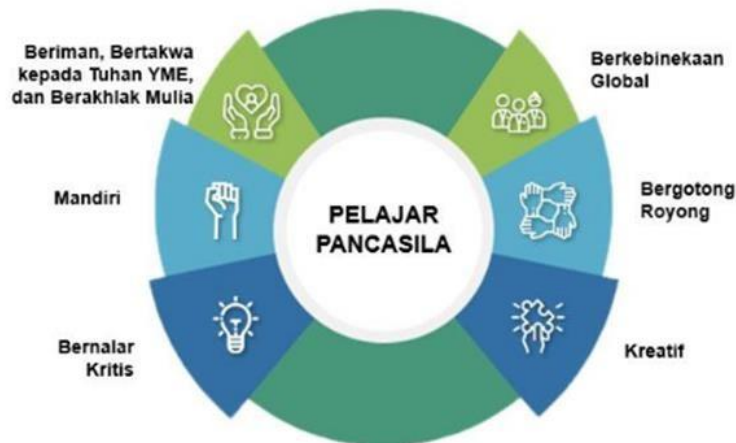 Beriman, Bertakwa
kepada Tuhan YME,
dan Berakhlak Mulia
Berkebinekaan
Global
Mandiri
PELAJAR
PANCASILA
Bergotong
Royong
Bernalar
Kritis
Kreatif